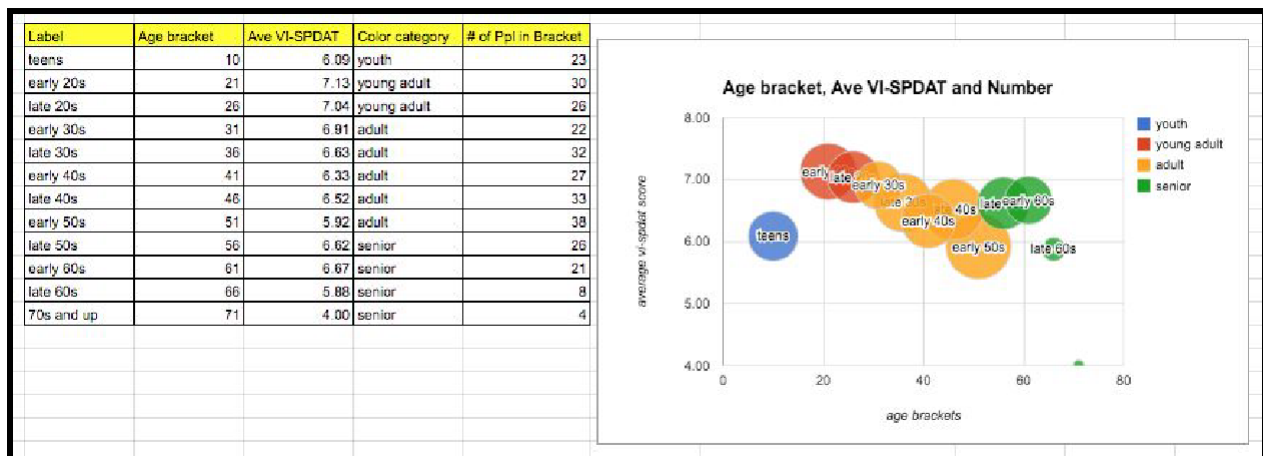 Label Age bracket Ave VI-SPDAT Color category # of Ppl in Bracket
teens 10 6.09 youth 23
early 20s 21 7.13 young adult 30
late 20s 26 7.04 young adult 26
early 30s 31 6.91 adult 22
late 30s 36 6.63 adult 32
early 40s 41 6.33 adult 27
late 40s 46 6.52 adult 33
early 50s 51 5.92 adult 38
late 50s 56 6.62 senior 26
early 60s 61 6.67 senior 21
late 60s 66 5.88 senior 8
70s and up 71 4.00 senior 4
Age bracket, Ave VI-SPDAT and Number
8.00
7.00
6.00
5.00
4.00
average vi-spdat score
teens
early
late
early 30s
late 30s
early 40s
40s
early 50s
late
early 60s
late 60s
0 20 40 60 80
age brackets
youth
young adult
adult
senior